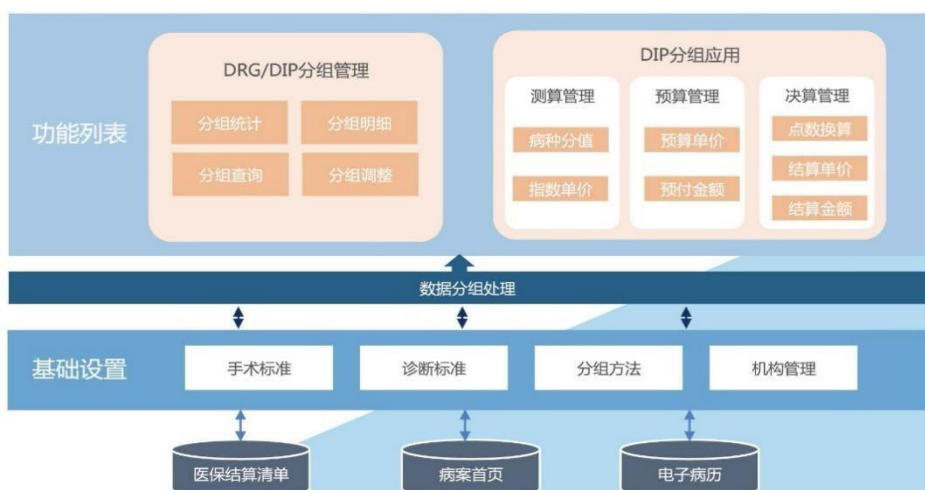 功能列表
DRG/DIP分组管理
分组统计
分组明细
分组查询
分组调整
DIP分组应用
测算管理
病种分值
指数单价
预算管理
预算单价
预付金额
决算管理
点数换算
结算单价
结算金额
数据分组处理
基础设置
手术标准
诊断标准
分组方法
机构管理
医保结算清单
病案首页
电子病历